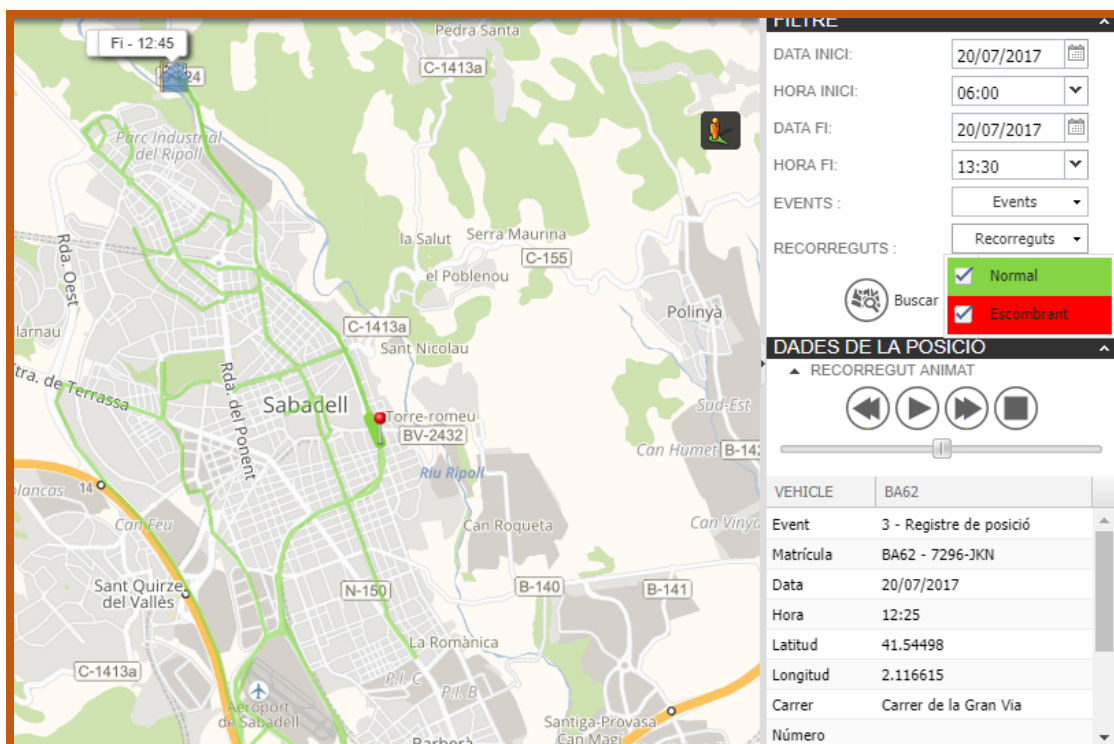 Pedra Santa
Fi - 12:45
C-1413a
Parc Industrial
del Ripoll
Rda. Oest
la Salut
Serra Maurina
C-155
el Poblenou
Polinyà
C-1413a
Sant Nicolau
Rda. del Ponent
Sabadell
Torre-romeu
BV-2432
Sud-Est
Can Humet
Riu Ripoll
14
Can Feu
Can Roqueta
Sant Quirze
del Vallès
N-150
B-140
B-141
La Romànica
C-1413a
P.I. C
P.I. B
Aeroport
de Sabadell
Santiga-Provasa
Can Magí
Barberà
FILTRE
DATA INICI: 20/07/2017
HORA INICI: 06:00
DATA FI: 20/07/2017
HORA FI: 13:30
EVENTS : Events
RECORREGUTS : Recorreguts
Normal
Buscar
Escombrant
DADES DE LA POSICIÓ
RECORREGUT ANIMAT
VEHICLE BA62
Event 3 - Registre de posició
Matrícula BA62 - 7296-JKN
Data 20/07/2017
Hora 12:25
Latitud 41.54498
Longitud 2.116615
Carrer Carrer de la Gran Via
Número